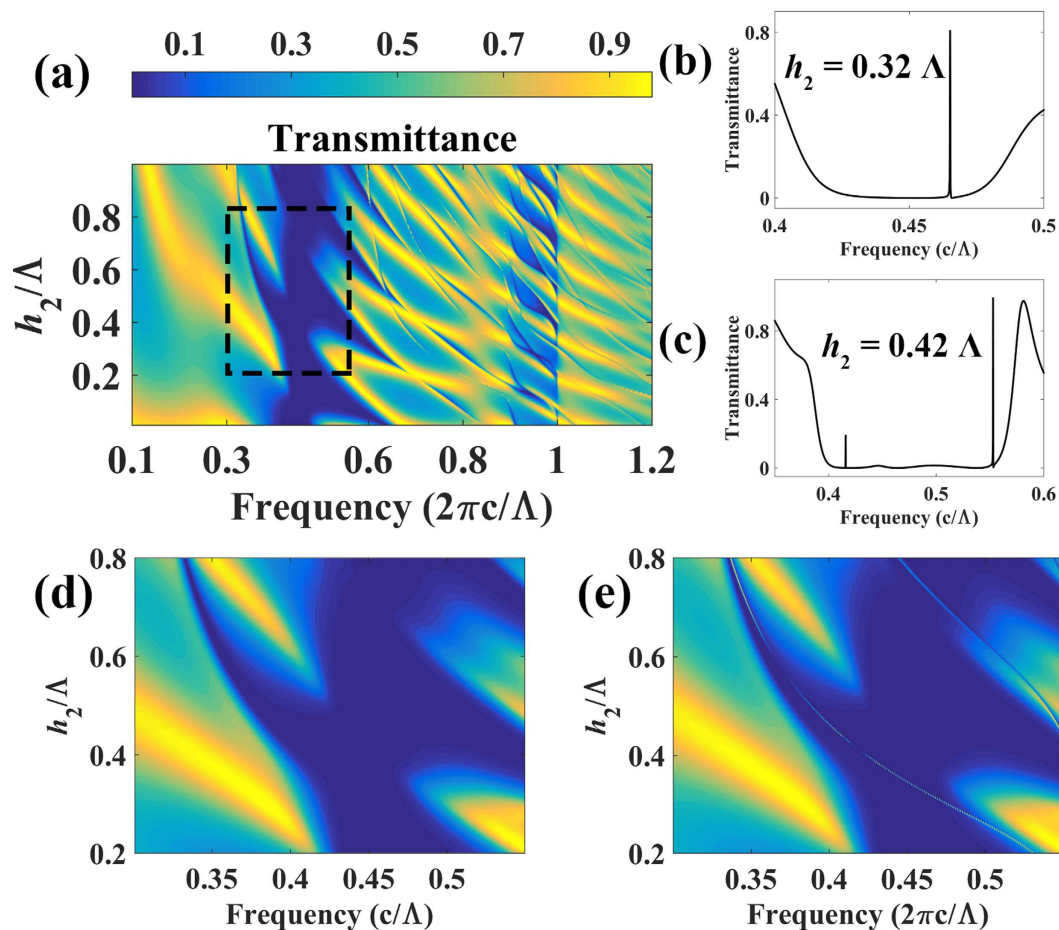 0.1 0.3 0.5 0.7 0.9
(a)
Transmittance
0.8
0.6
0.4
0.2
h2/Λ
0.1 0.3 0.6 0.8 1 1.2
Frequency (2πc/Λ)
(b)
h2 = 0.32 Λ
Transmittance
0.8
0.4
0
0.4 0.45 0.5
Frequency (c/Λ)
(c)
h2 = 0.42 Λ
Transmittance
0.8
0.4
0
0.4 0.5 0.6
Frequency (c/Λ)
(d)
0.8
0.6
0.4
0.2
h2/Λ
0.35 0.4 0.45 0.5
Frequency (c/Λ)
(e)
0.8
0.6
0.4
0.2
h2/Λ
0.35 0.4 0.45 0.5
Frequency (2πc/Λ)